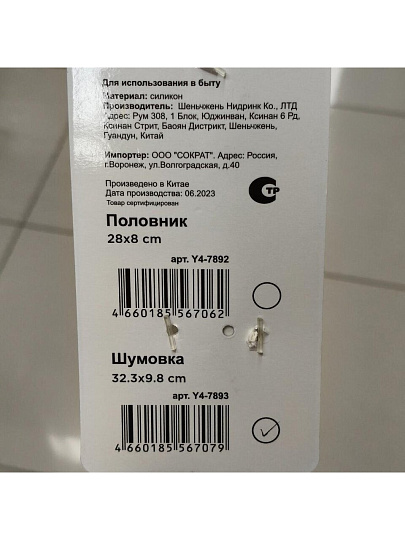 Для использования в быту
Материал: силикон
Производитель: Шеньчжень Нидринк Ко., ЛТД
Адрес: Рум 308, 1 Блок, Юджинван, Ксинан 6 Рд,
Ксинан Стрит, Баоян Дистрикт, Шеньчжень,
Гуандун, Китай
Импортер: ООО "СОКРАТ". Адрес: Россия,
г.Воронеж, ул.Волгоградская, д.40
Произведено в Китае
Дата производства: 06.2023
Товар сертифицирован
СТР
Половник
28x8 cm
арт. Y4-7892
4 660185 567062
Шумовка
32.3x9.8 cm
арт. Y4-7893
4 660185 567079